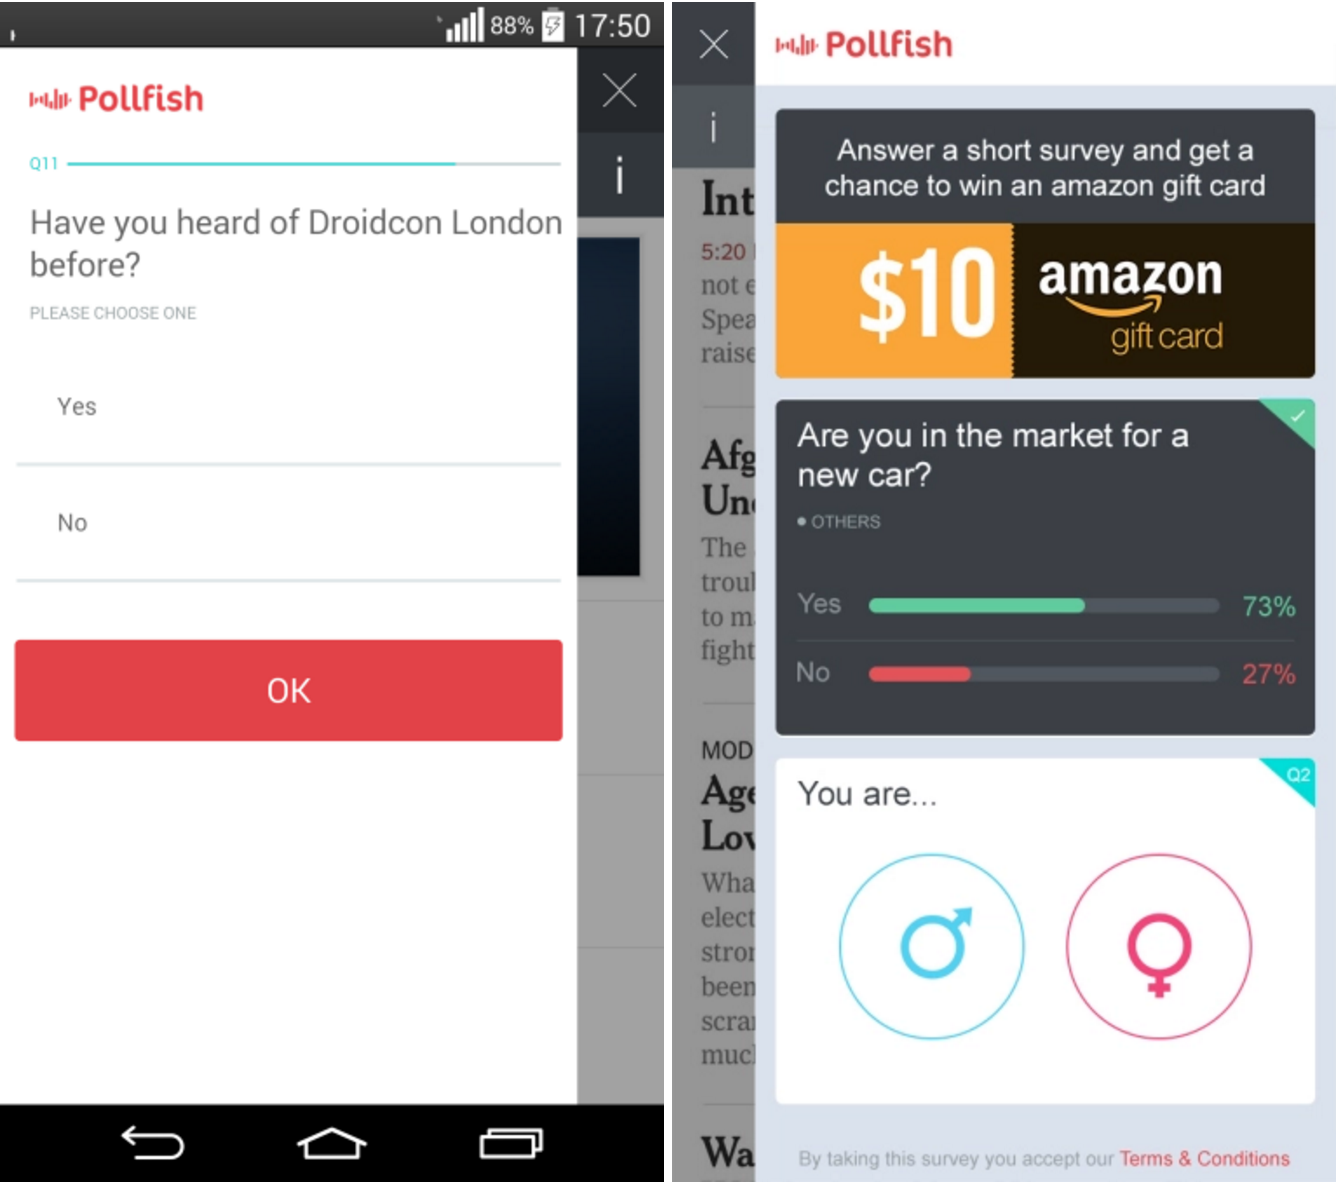 88% 17:50
Pollfish
Q11
Have you heard of Droidcon London
before?
PLEASE CHOOSE ONE
Yes
No
OK
i
Pollfish
i
Answer a short survey and get a
chance to win an amazon gift card
$10
amazon
gift card
Are you in the market for a
new car?
• OTHERS
Yes 73%
No 27%
You are...
Q2
By taking this survey you accept our Terms & Conditions
Int
5:20
not e
Spea
raise
Afg
Un
The
troul
to m
fight
MOD
Age
Lov
Wha
elect
stron
been
scra
muc
Wa